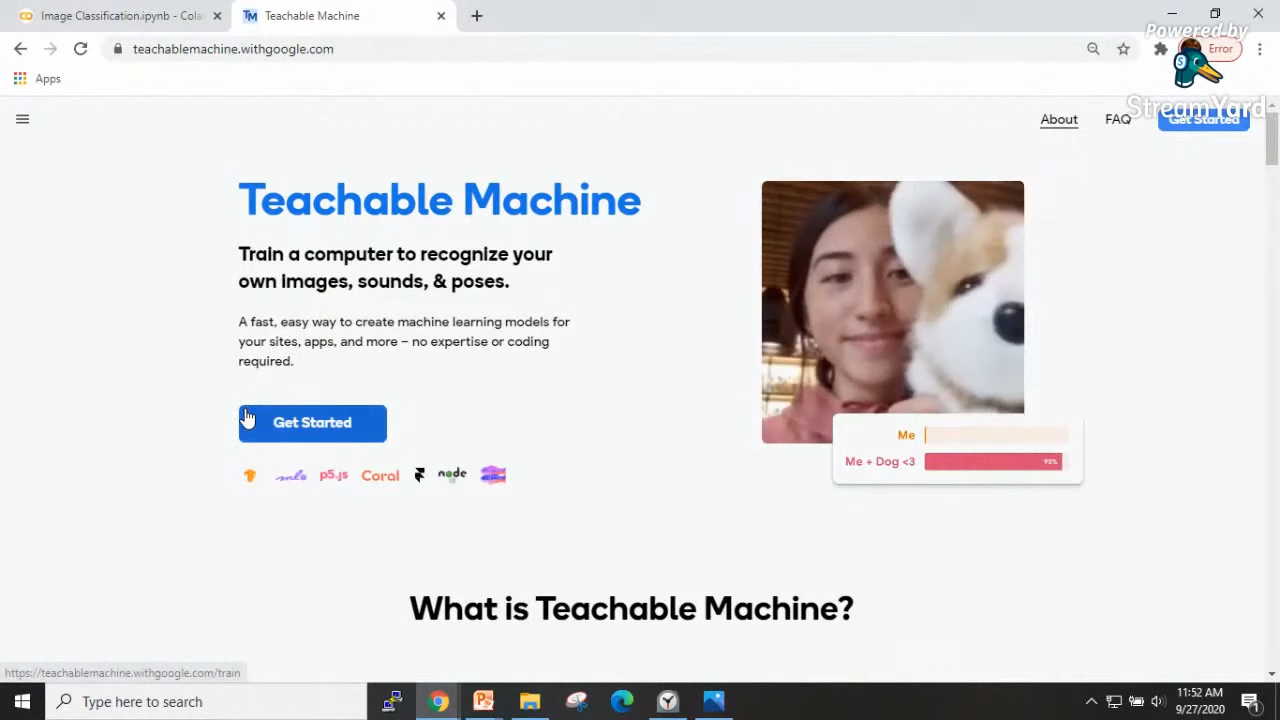 Image Classification.ipynb - Cola
Teachable Machine
teachablemachine.withgoogle.com
Error
Powered by
StreamYard
Apps
About
FAQ
Get Started
Teachable Machine
Train a computer to recognize your
own images, sounds, & poses.
A fast, easy way to create machine learning models for
your sites, apps, and more – no expertise or coding
required.
Get Started
p5.js
Coral
node
Me
Me + Dog <3
95%
What is Teachable Machine?
https://teachablemachine.withgoogle.com/train
Type here to search
11:52 AM
9/27/2020
1